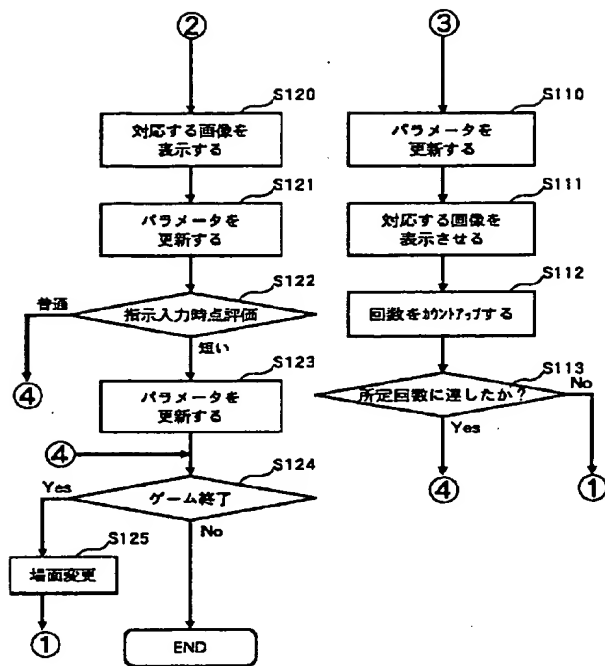 ②
S120
対応する画像を
表示する
S121
パラメータを
更新する
S122
普通
指示入力時点評価
④
短い
S123
パラメータを
更新する
④
S124
Yes
ゲーム終了
No
S125
場面変更
①
END
③
S110
パラメータを
更新する
S111
対応する画像を
表示させる
S112
回数をカウントアップする
S113
所定回数に達したか?
No
Yes
④
①